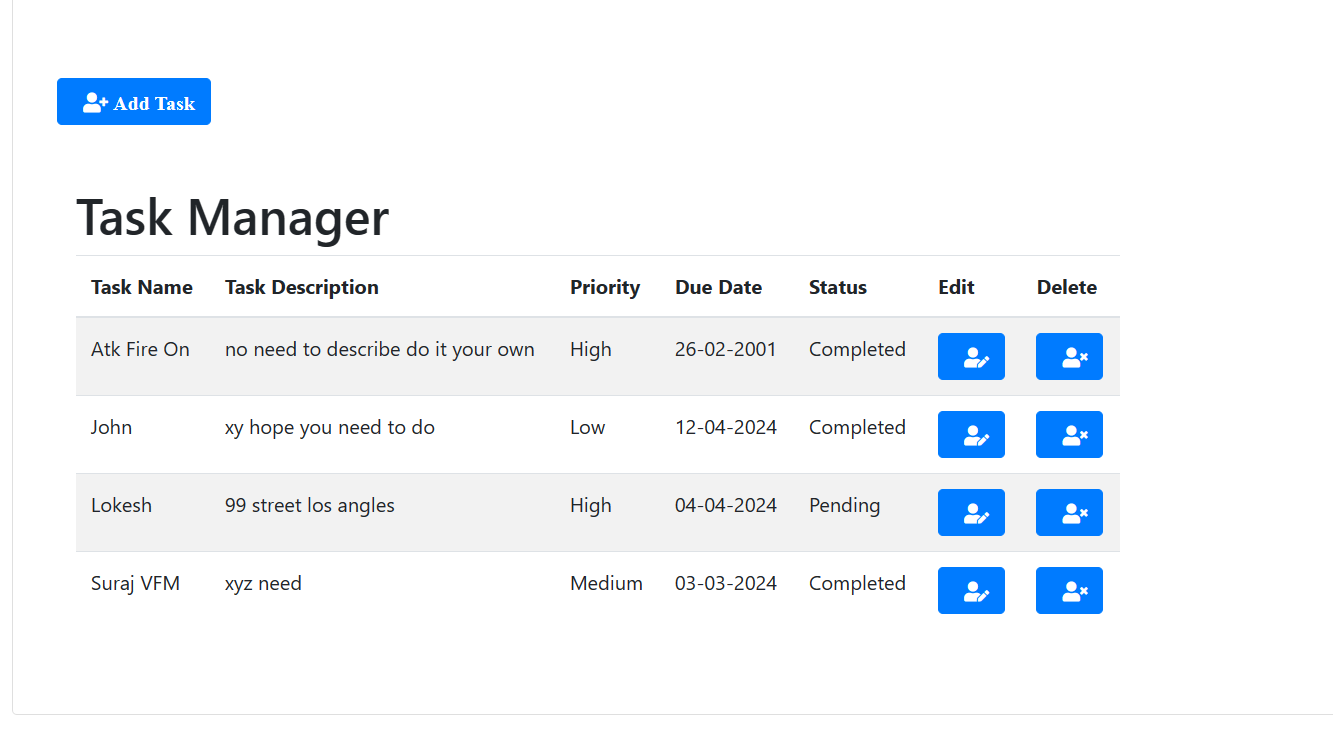 Add Task
Task Manager
Task Name Task Description Priority Due Date Status Edit Delete
Atk Fire On no need to describe do it your own High 26-02-2001 Completed
John xy hope you need to do Low 12-04-2024 Completed
Lokesh 99 street los angles High 04-04-2024 Pending
Suraj VFM xyz need Medium 03-03-2024 Completed